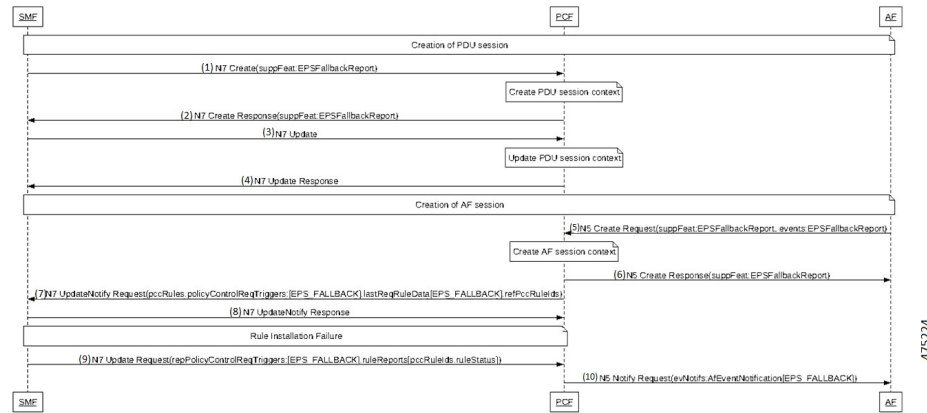 SMF PCF AF
Creation of PDU session
(1) N7 Create(suppFeat:EPSFallbackReport)
Create PDU session context
(2) N7 Create Response(suppFeat:EPSFallbackReport)
(3) N7 Update
Update PDU session context
(4) N7 Update Response
Creation of AF session
(5)N5 Create Request(suppFeat:EPSFallbackReport, events:EPSFallbackReport)
Create AF session context
(6) N5 Create Response(suppFeat:EPSFallbackReport)
(7)N7 UpdateNotify Request(pccRules.policyControlReqTriggers:[EPS_FALLBACK].lastReqRuleData[EPS_FALLBACK].refPccRuleIds)
(8) N7 UpdateNotify Response
Rule Installation Failure
(9) N7 Update Request(repPolicyControlReqTriggers:[EPS_FALLBACK].ruleReports[pccRuleIds.ruleStatus])
(10) N5 Notify Request(evNotifs:AfEventNotification[EPS_FALLBACK])
SMF PCF AF
475224